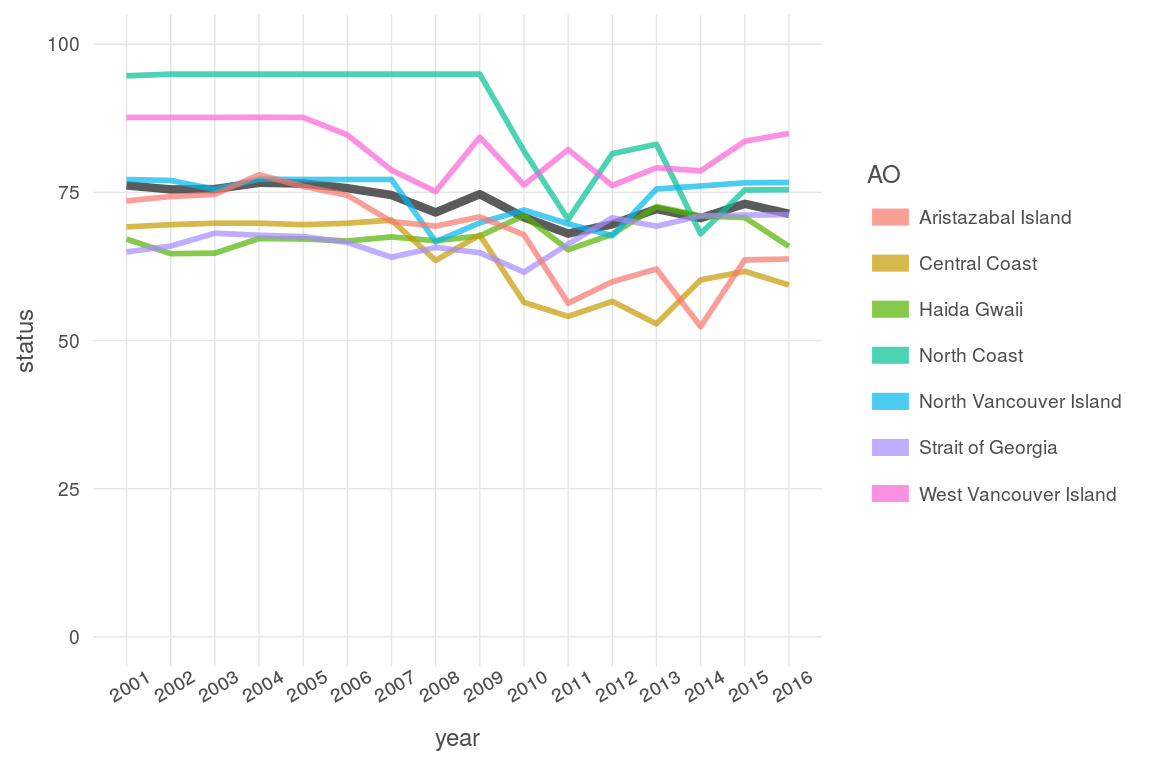 100
75
50
25
0
status
2001 2002 2003 2004 2005 2006 2007 2008 2009 2010 2011 2012 2013 2014 2015 2016
year
AO
Aristazabal Island
Central Coast
Haida Gwaii
North Coast
North Vancouver Island
Strait of Georgia
West Vancouver Island